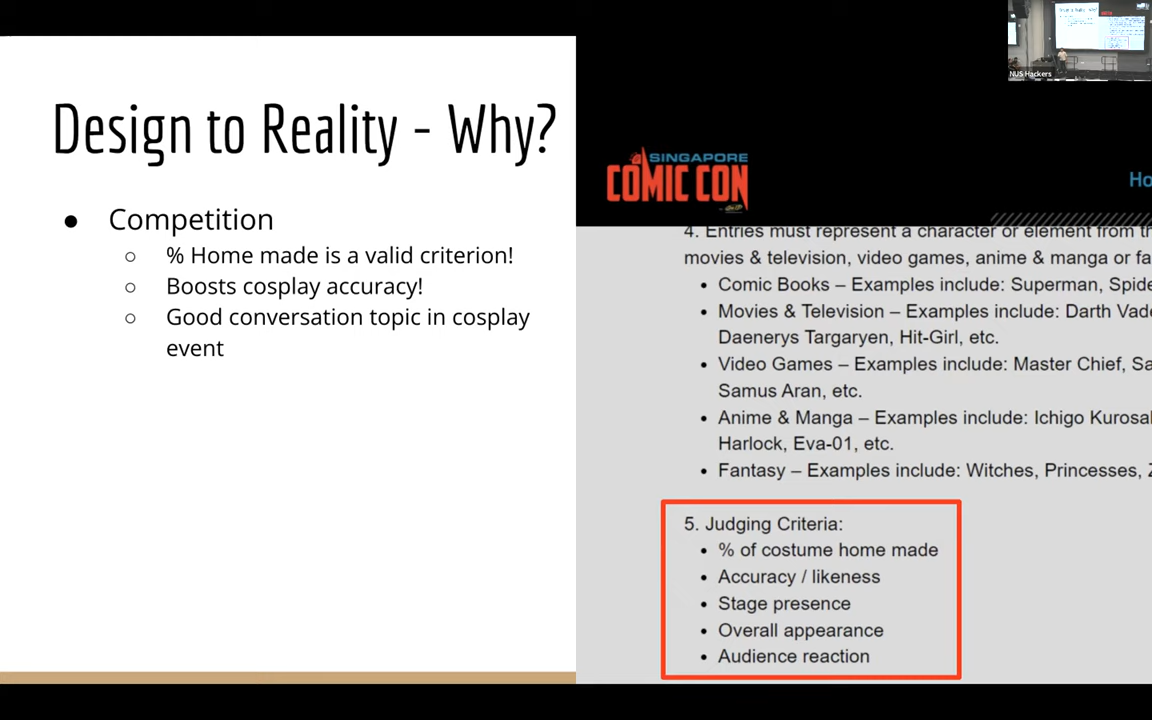 Design to Reality - Why?
● Competition
○ % Home made is a valid criterion!
○ Boosts cosplay accuracy!
○ Good conversation topic in cosplay
event
NUS Hackers
SINGAPORE
COMIC CON
Ho
4. Entries must represent a character or element from th
movies & television, video games, anime & manga or fa
• Comic Books – Examples include: Superman, Spide
• Movies & Television – Examples include: Darth Vade
Daenerys Targaryen, Hit-Girl, etc.
• Video Games – Examples include: Master Chief, Sa
Samus Aran, etc.
• Anime & Manga – Examples include: Ichigo Kurosal
Harlock, Eva-01, etc.
• Fantasy – Examples include: Witches, Princesses, Z
5. Judging Criteria:
• % of costume home made
• Accuracy / likeness
• Stage presence
• Overall appearance
• Audience reaction